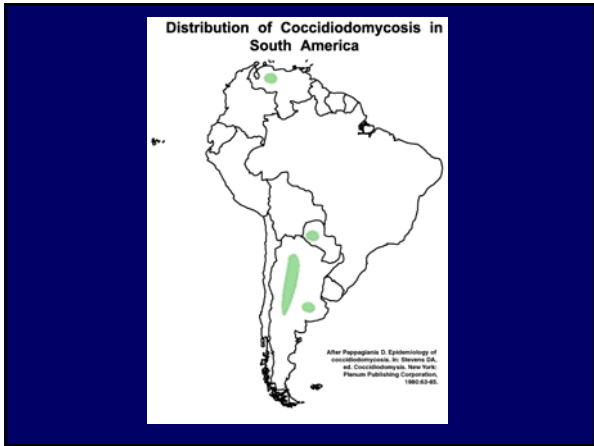 Distribution of Coccidiodomycosis in
South America
After Pappagianis D. Epidemiology of
coccidiodomycosis. In: Stevens DA,
ed. Coccidiodomysis. New York:
Plenum Publishing Corporation,
1980:63-85.